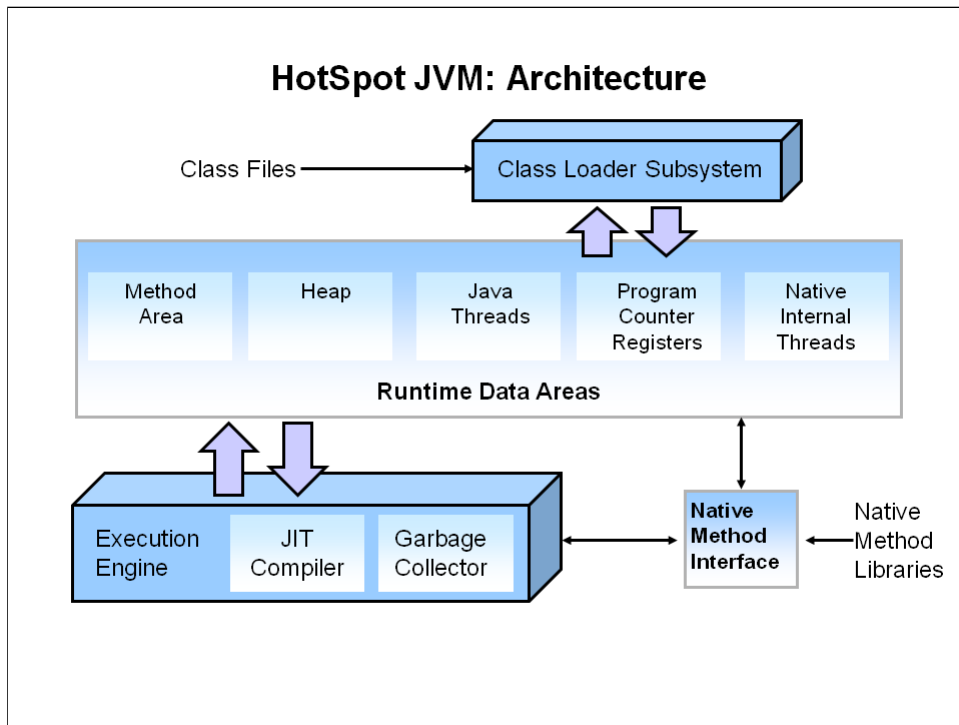 HotSpot JVM: Architecture
Class Files
Class Loader Subsystem
Method
Area
Heap
Java
Threads
Program
Counter
Registers
Native
Internal
Threads
Runtime Data Areas
Execution
Engine
JIT
Compiler
Garbage
Collector
Native
Method
Interface
Native
Method
Libraries